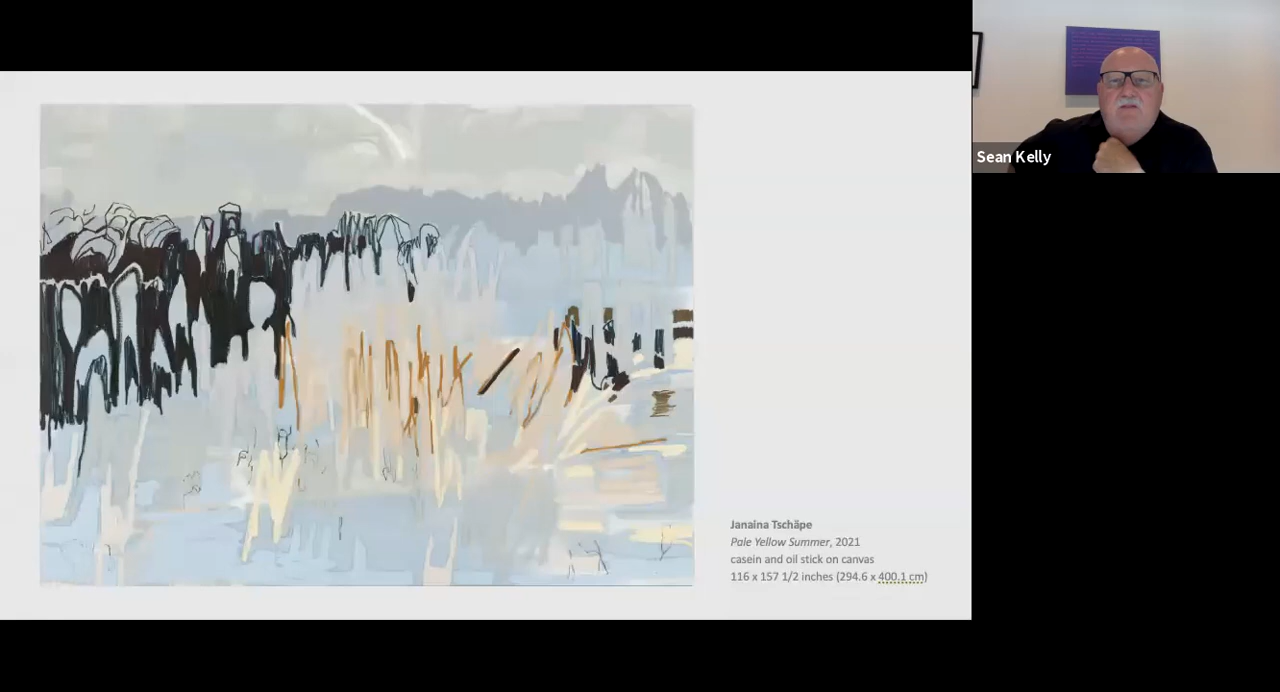 Janaina Tschäpe
Pale Yellow Summer, 2021
casein and oil stick on canvas
116 x 157 1/2 inches (294.6 x 400.1 cm)
Sean Kelly